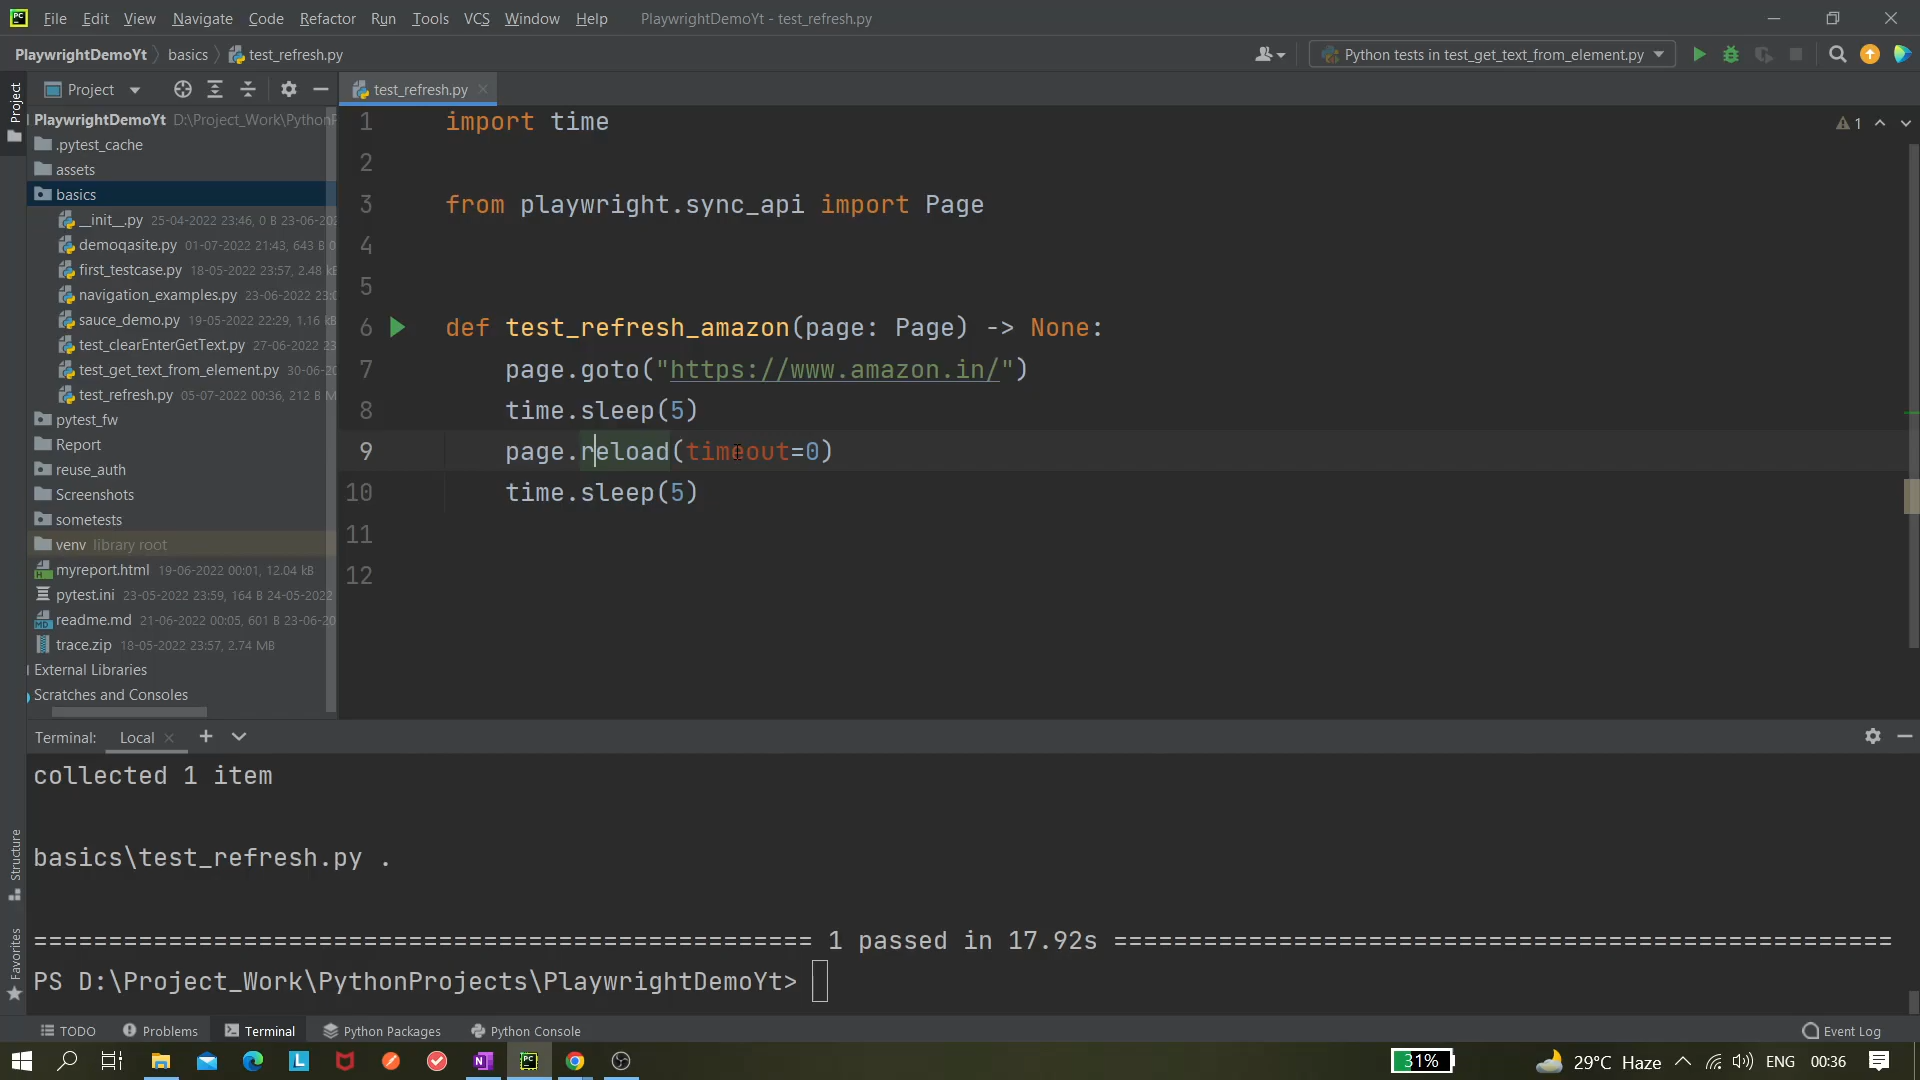 File Edit View Navigate Code Refactor Run Tools VCS Window Help PlaywrightDemoYt - test_refresh.py
PlaywrightDemoYt basics test_refresh.py Python tests in test_get_text_from_element.py
Project
Project test_refresh.py
PlaywrightDemoYt D:\Project_Work\Python
.pytest_cache
assets
basics
__init__.py 25-04-2022 23:46, 0 B 23-06-20
demoqasite.py 01-07-2022 21:43, 643 B 0
first_testcase.py 18-05-2022 23:57, 2.48 k
navigation_examples.py 23-06-2022 23:0
sauce_demo.py 19-05-2022 22:29, 1.16 k
test_clearEnterGetText.py 27-06-2022 23
test_get_text_from_element.py 30-06-20
test_refresh.py 05-07-2022 00:36, 212 B M
pytest_fw
Report
reuse_auth
Screenshots
sometests
venv library root
myreport.html 19-06-2022 00:01, 12.04 kB
pytest.ini 23-05-2022 23:59, 164 B 24-05-2022
readme.md 21-06-2022 00:05, 601 B 23-06-20
trace.zip 18-05-2022 23:57, 2.74 MB
External Libraries
Scratches and Consoles
1 import time
2
3 from playwright.sync_api import Page
4
5
6 def test_refresh_amazon(page: Page) -> None:
7 page.goto("https://www.amazon.in/")
8 time.sleep(5)
9 page.reload(timeout=0)
10 time.sleep(5)
11
12
1
Terminal: Local
collected 1 item
basics\test_refresh.py .
================================================== 1 passed in 17.92s ==================================================
PS D:\Project_Work\PythonProjects\PlaywrightDemoYt>
Structure
Favorites
TODO Problems Terminal Python Packages Python Console Event Log
31% 29°C Haze ENG 00:36